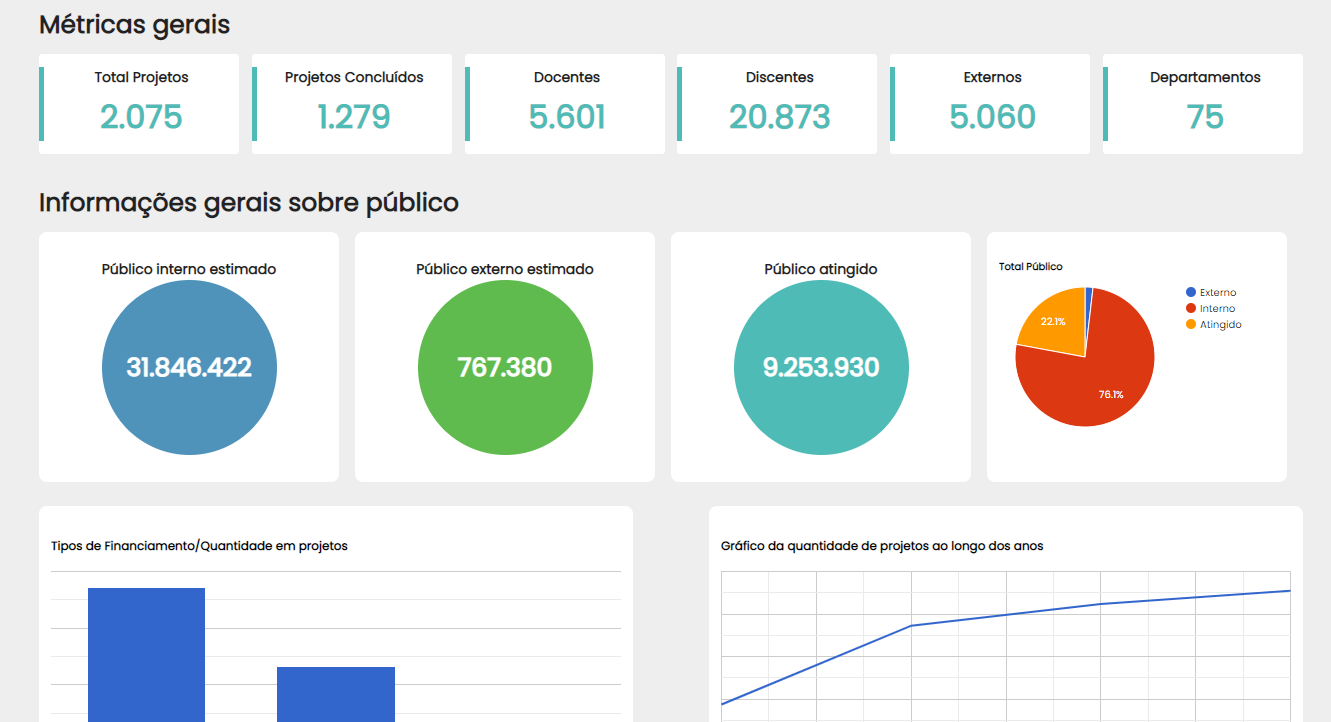 Métricas gerais
Total Projetos
2.075
Projetos Concluídos
1.279
Docentes
5.601
Discentes
20.873
Externos
5.060
Departamentos
75
Informações gerais sobre público
Público interno estimado
31.846.422
Público externo estimado
767.380
Público atingido
9.253.930
Total Público
Externo
Interno
Atingido
22.1%
76.1%
Tipos de Financiamento/Quantidade em projetos
Gráfico da quantidade de projetos ao longo dos anos